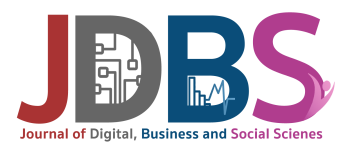 JDBS
Journal of Digital, Business and Social Scienes